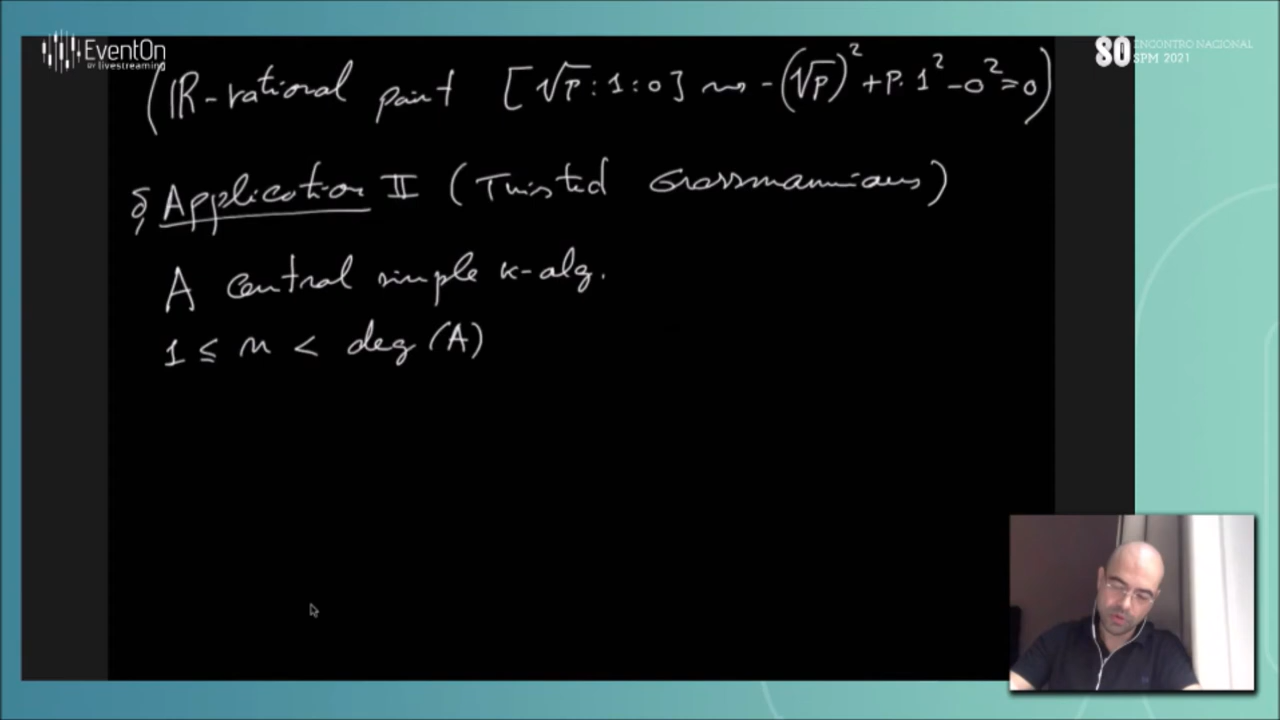 EventOn
BY livestreaming
80 ENCONTRO NACIONAL
SPM 2021
(ℝ-rational point [√p : 1 : 0] ⇝ -(√p)² + p·1² - 0² = 0)
§ Application II (Twisted Grassmannians)
A central simple k-alg.
1 ≤ n < deg(A)